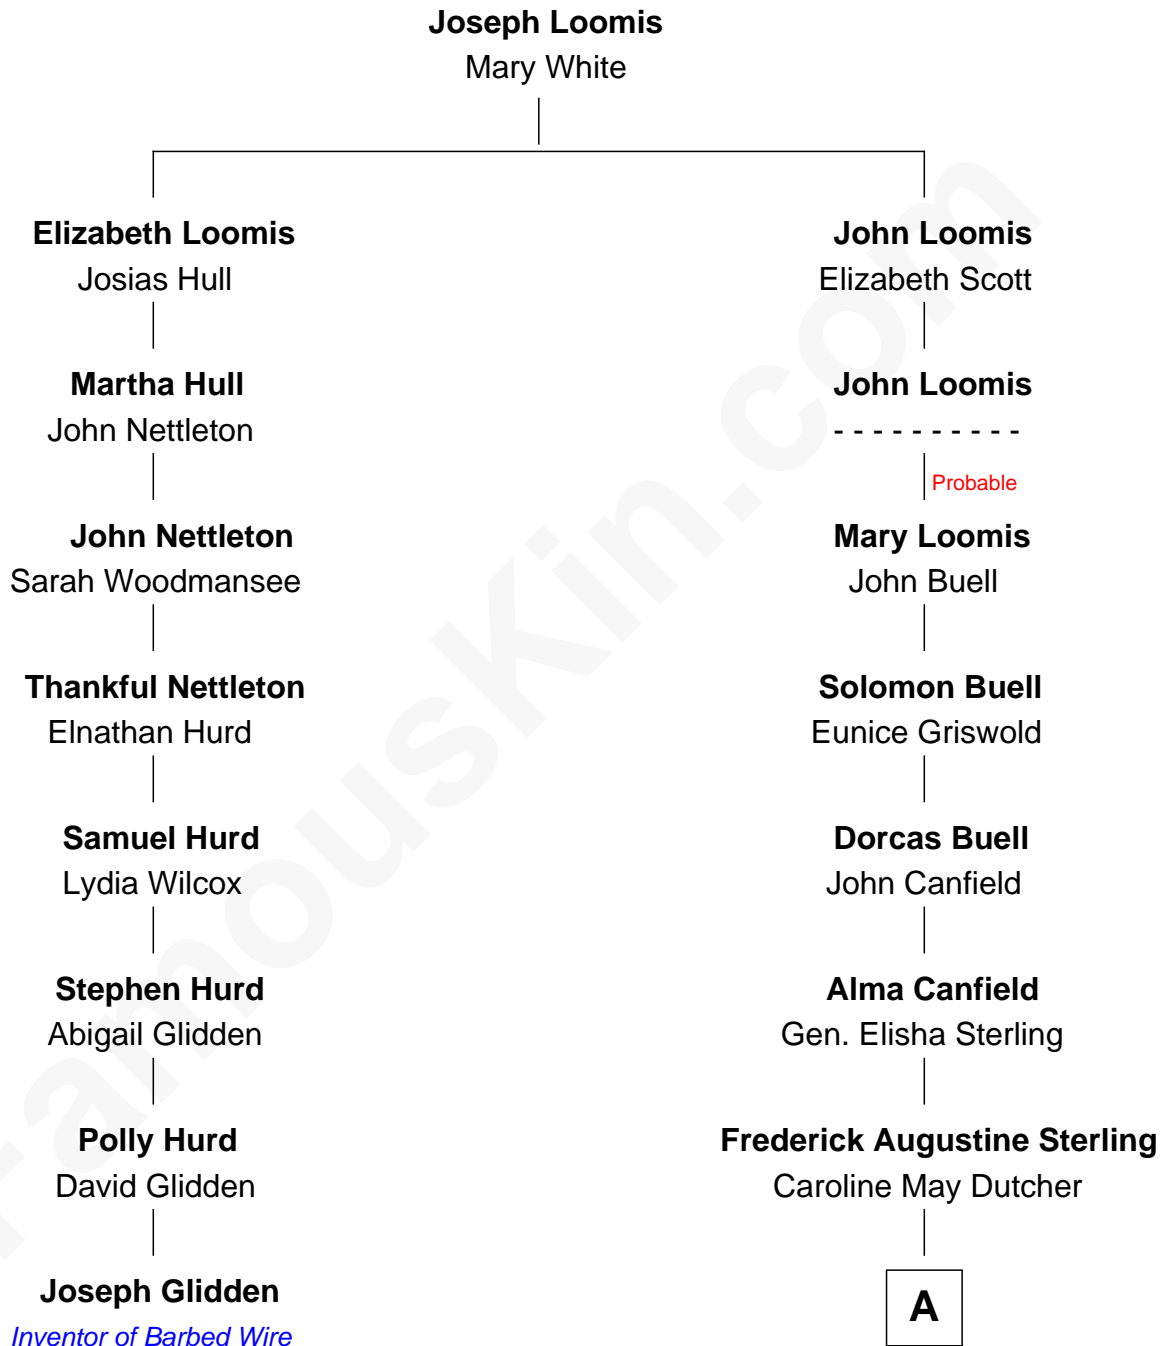 Joseph Loomis
Mary White
Elizabeth Loomis
Josias Hull
John Loomis
Elizabeth Scott
Martha Hull
John Nettleton
John Loomis
- - - - - - - - - -
Probable
John Nettleton
Sarah Woodmansee
Mary Loomis
John Buell
Thankful Nettleton
Elnathan Hurd
Solomon Buell
Eunice Griswold
Samuel Hurd
Lydia Wilcox
Dorcas Buell
John Canfield
Stephen Hurd
Abigail Glidden
Alma Canfield
Gen. Elisha Sterling
Polly Hurd
David Glidden
Frederick Augustine Sterling
Caroline May Dutcher
Joseph Glidden
Inventor of Barbed Wire
A
FamousKin.com